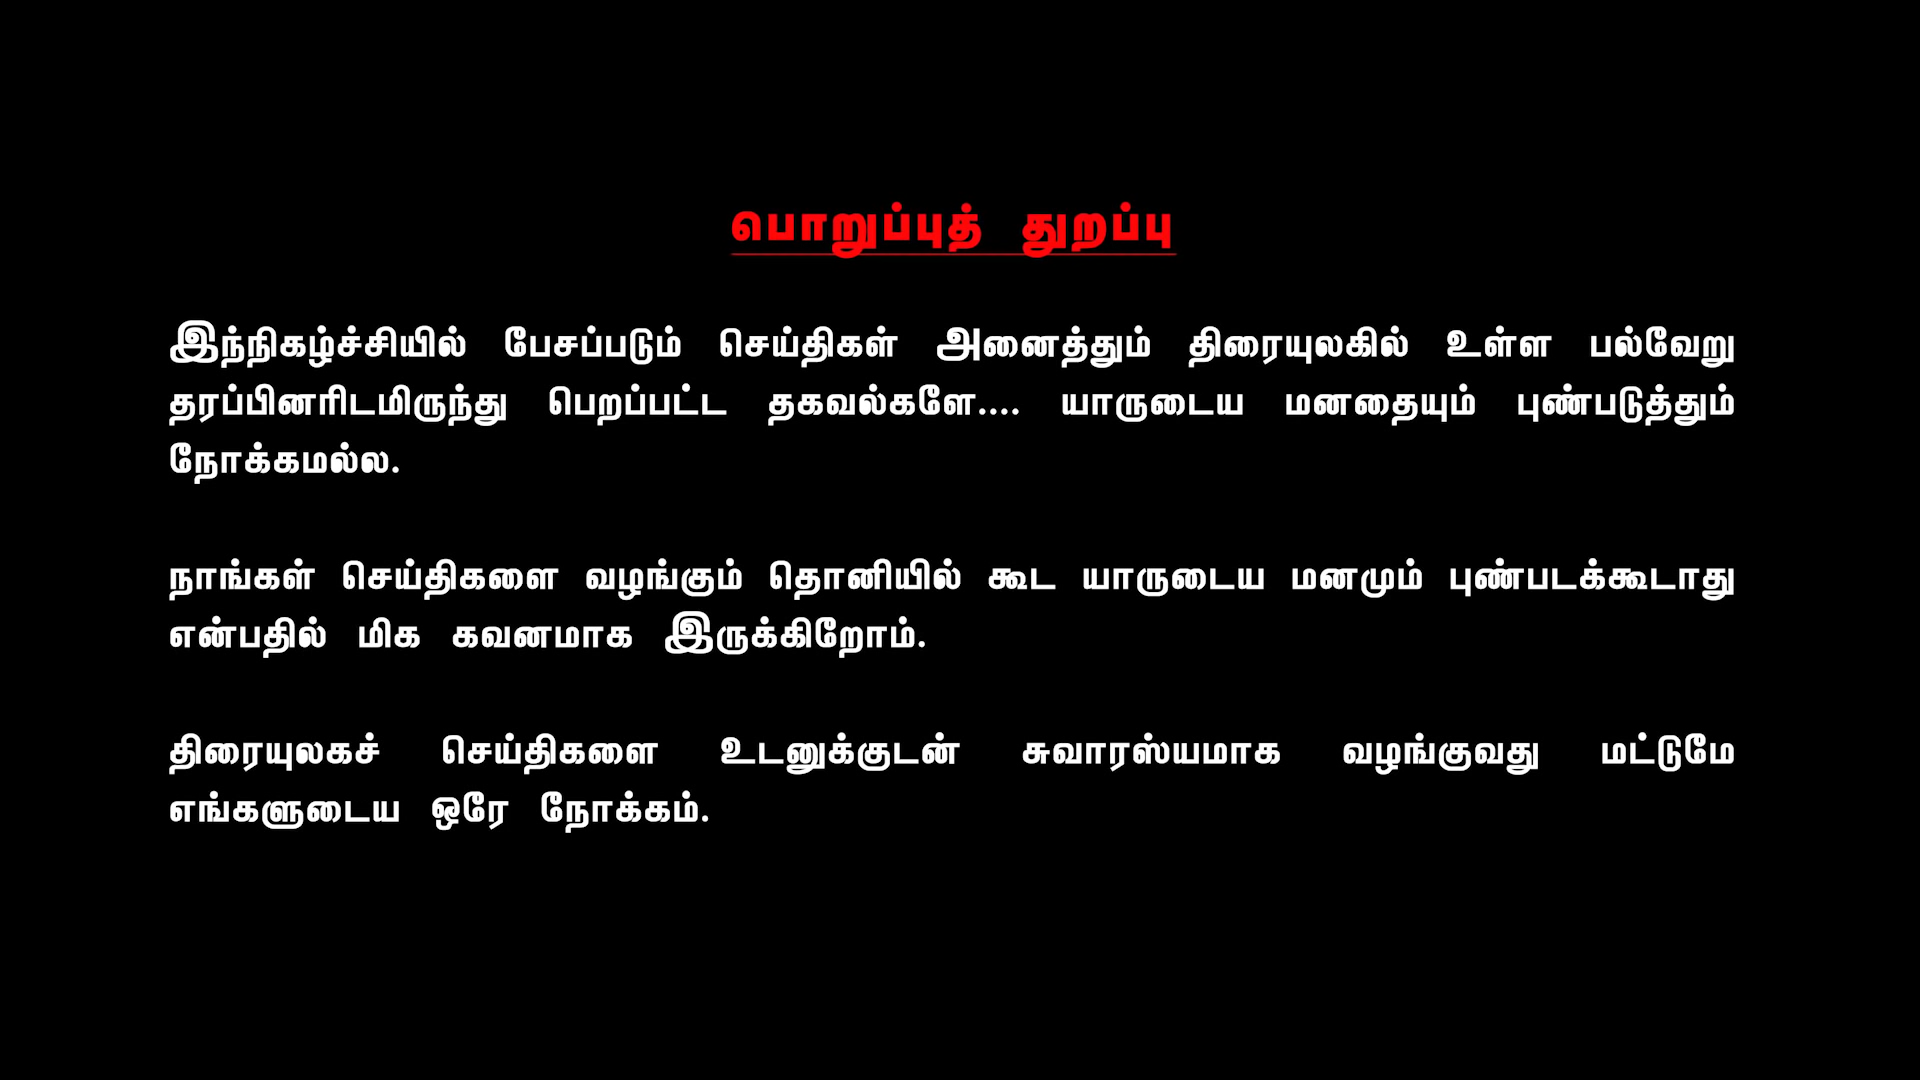 பொறுப்புத் துறப்பு
இந்நிகழ்ச்சியில் பேசப்படும் செய்திகள் அனைத்தும் திரையுலகில் உள்ள பல்வேறு
தரப்பினரிடமிருந்து பெறப்பட்ட தகவல்களே.... யாருடைய மனதையும் புண்படுத்தும்
நோக்கமல்ல.
நாங்கள் செய்திகளை வழங்கும் தொனியில் கூட யாருடைய மனமும் புண்படக்கூடாது
என்பதில் மிக கவனமாக இருக்கிறோம்.
திரையுலகச் செய்திகளை உடனுக்குடன் சுவாரஸ்யமாக வழங்குவது மட்டுமே
எங்களுடைய ஒரே நோக்கம்.